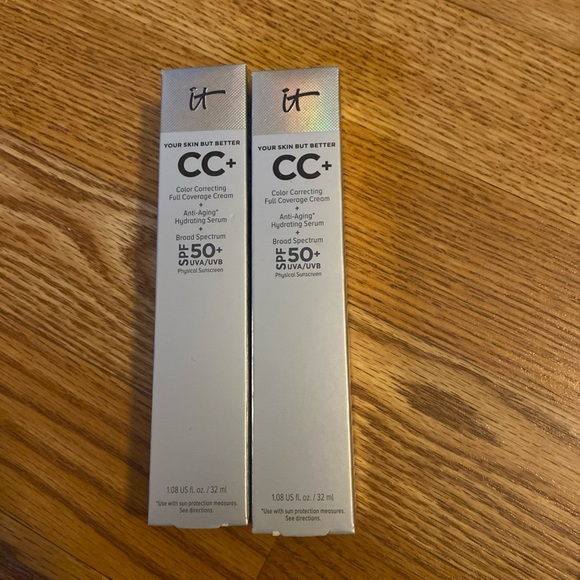 it
YOUR SKIN BUT BETTER
CC+
Color Correcting
Full Coverage Cream
+
Anti-Aging*
Hydrating Serum
+
Broad Spectrum
SPF 50+
UVA/UVB
Physical Sunscreen
1.08 US fl. oz. / 32 ml
*Use with sun protection measures.
See directions.
it
YOUR SKIN BUT BETTER
CC+
Color Correcting
Full Coverage Cream
+
Anti-Aging*
Hydrating Serum
+
Broad Spectrum
SPF 50+
UVA/UVB
Physical Sunscreen
1.08 US fl. oz. / 32 ml
*Use with sun protection measures.
See directions.